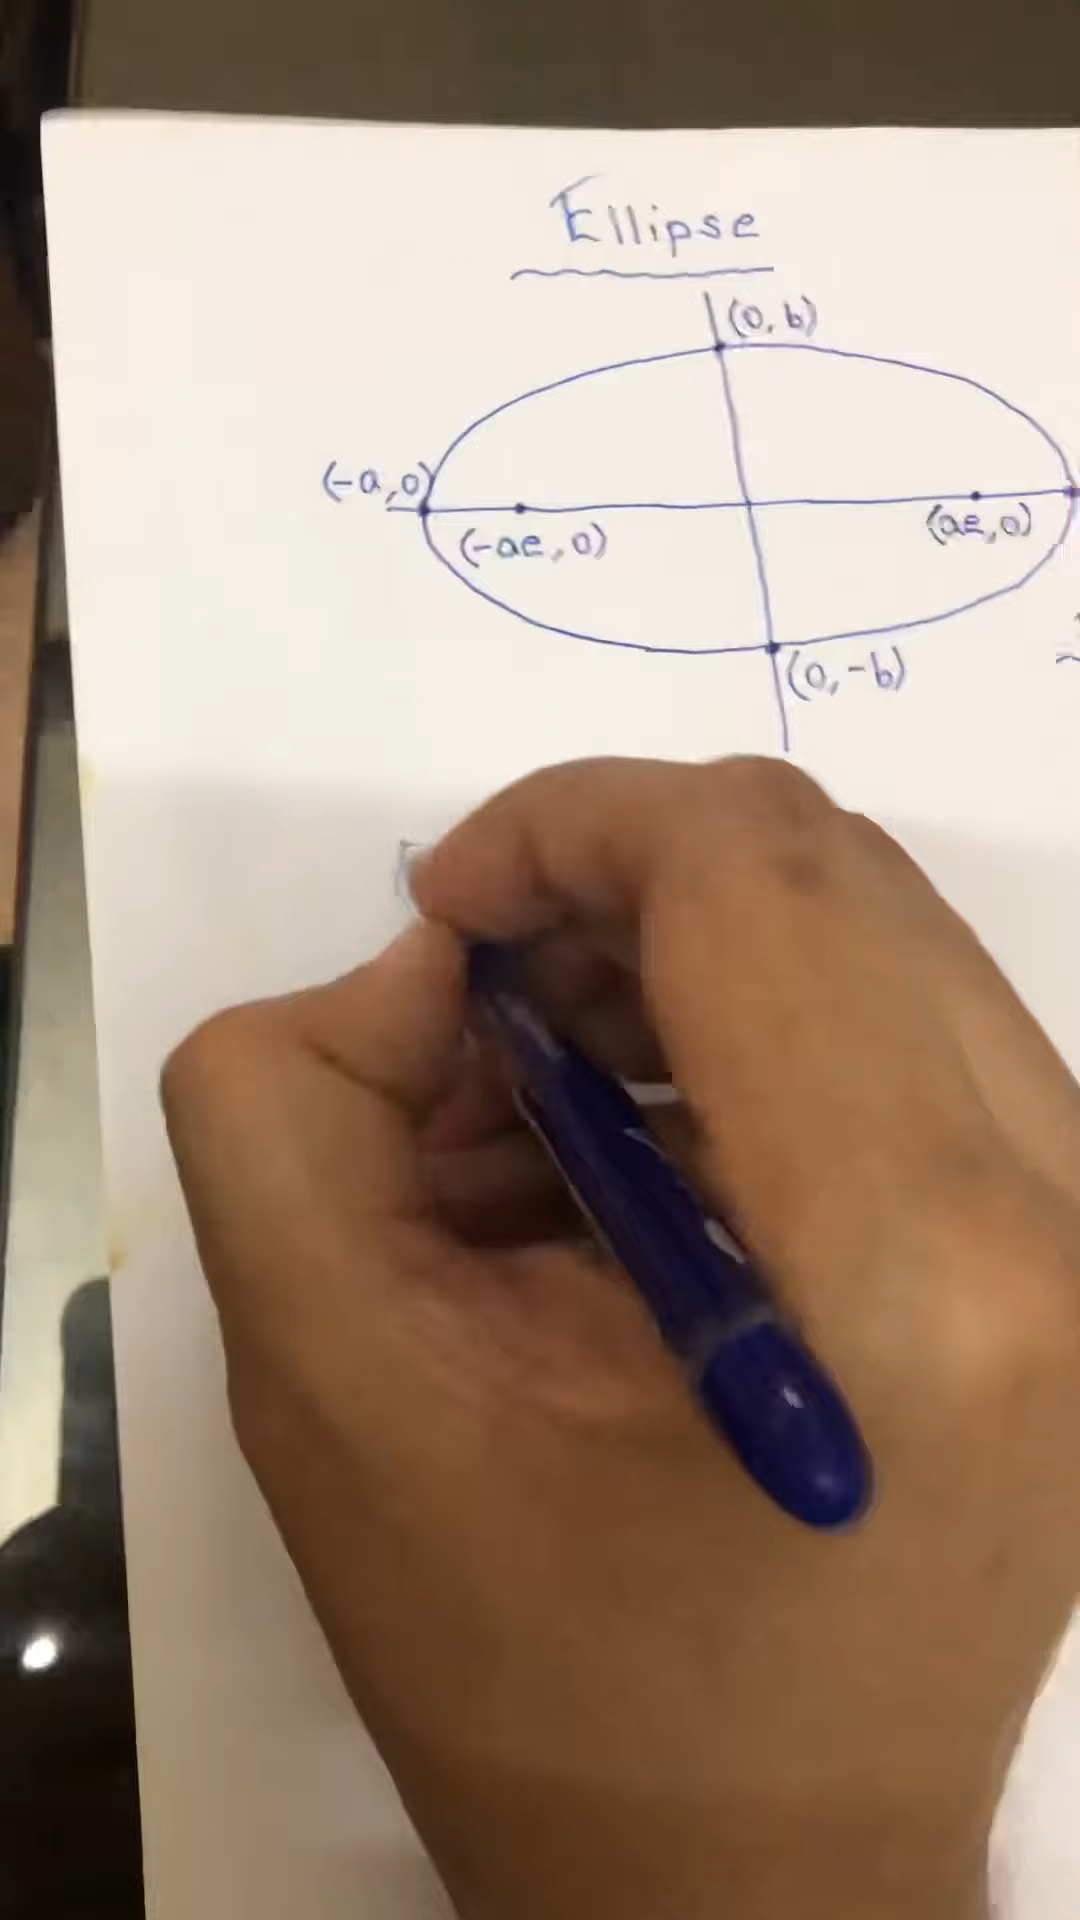 Ellipse
(0, b)
(-a, 0)
(-ae, 0)
(ae, 0)
(0, -b)